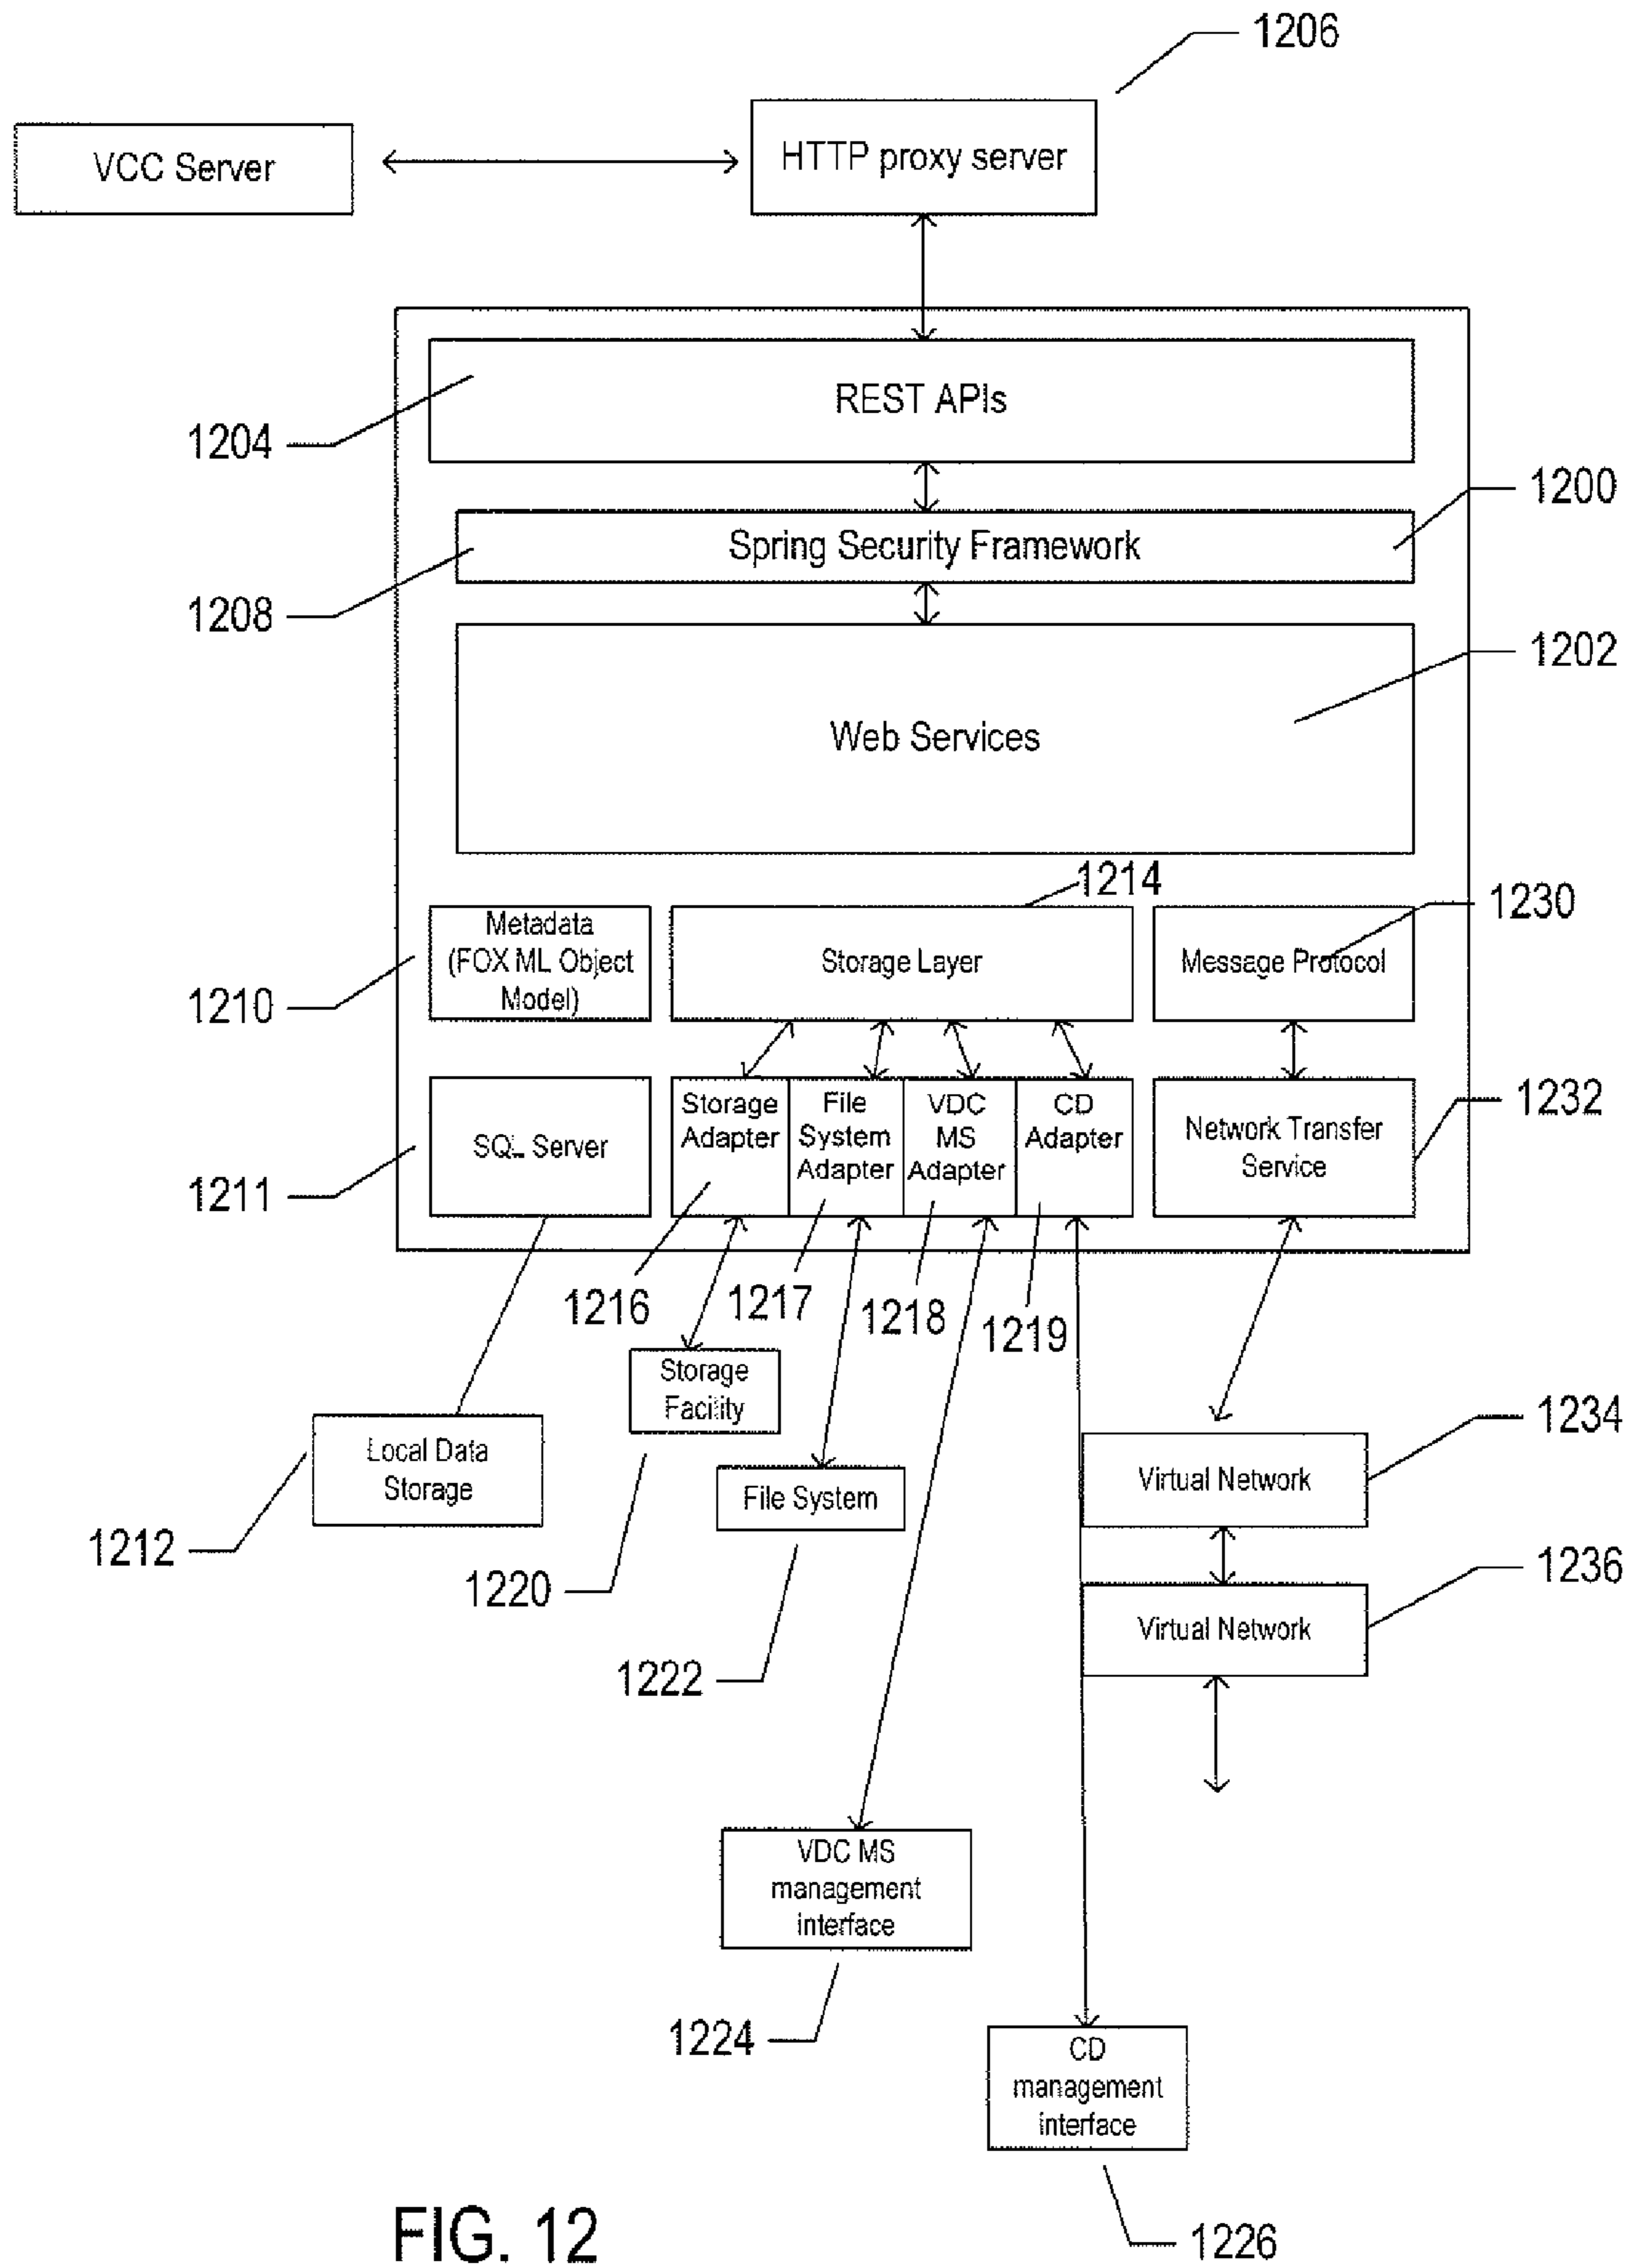 1206
VCC Server
HTTP proxy server
REST APIs
1204
1200
Spring Security Framework
1208
1202
Web Services
1214
1230
Metadata
(FOX ML Object
Model)
Storage Layer
Message Protocol
1210
1232
SQL Server
Storage
Adapter
File
System
Adapter
VDC
MS
Adapter
CD
Adapter
Network Transfer
Service
1211
1216
1217
1218
1219
Storage
Facility
1234
Local Data
Storage
Virtual Network
File System
1212
1220
1236
Virtual Network
1222
VDC MS
management
interface
1224
CD
management
interface
FIG. 12
1226